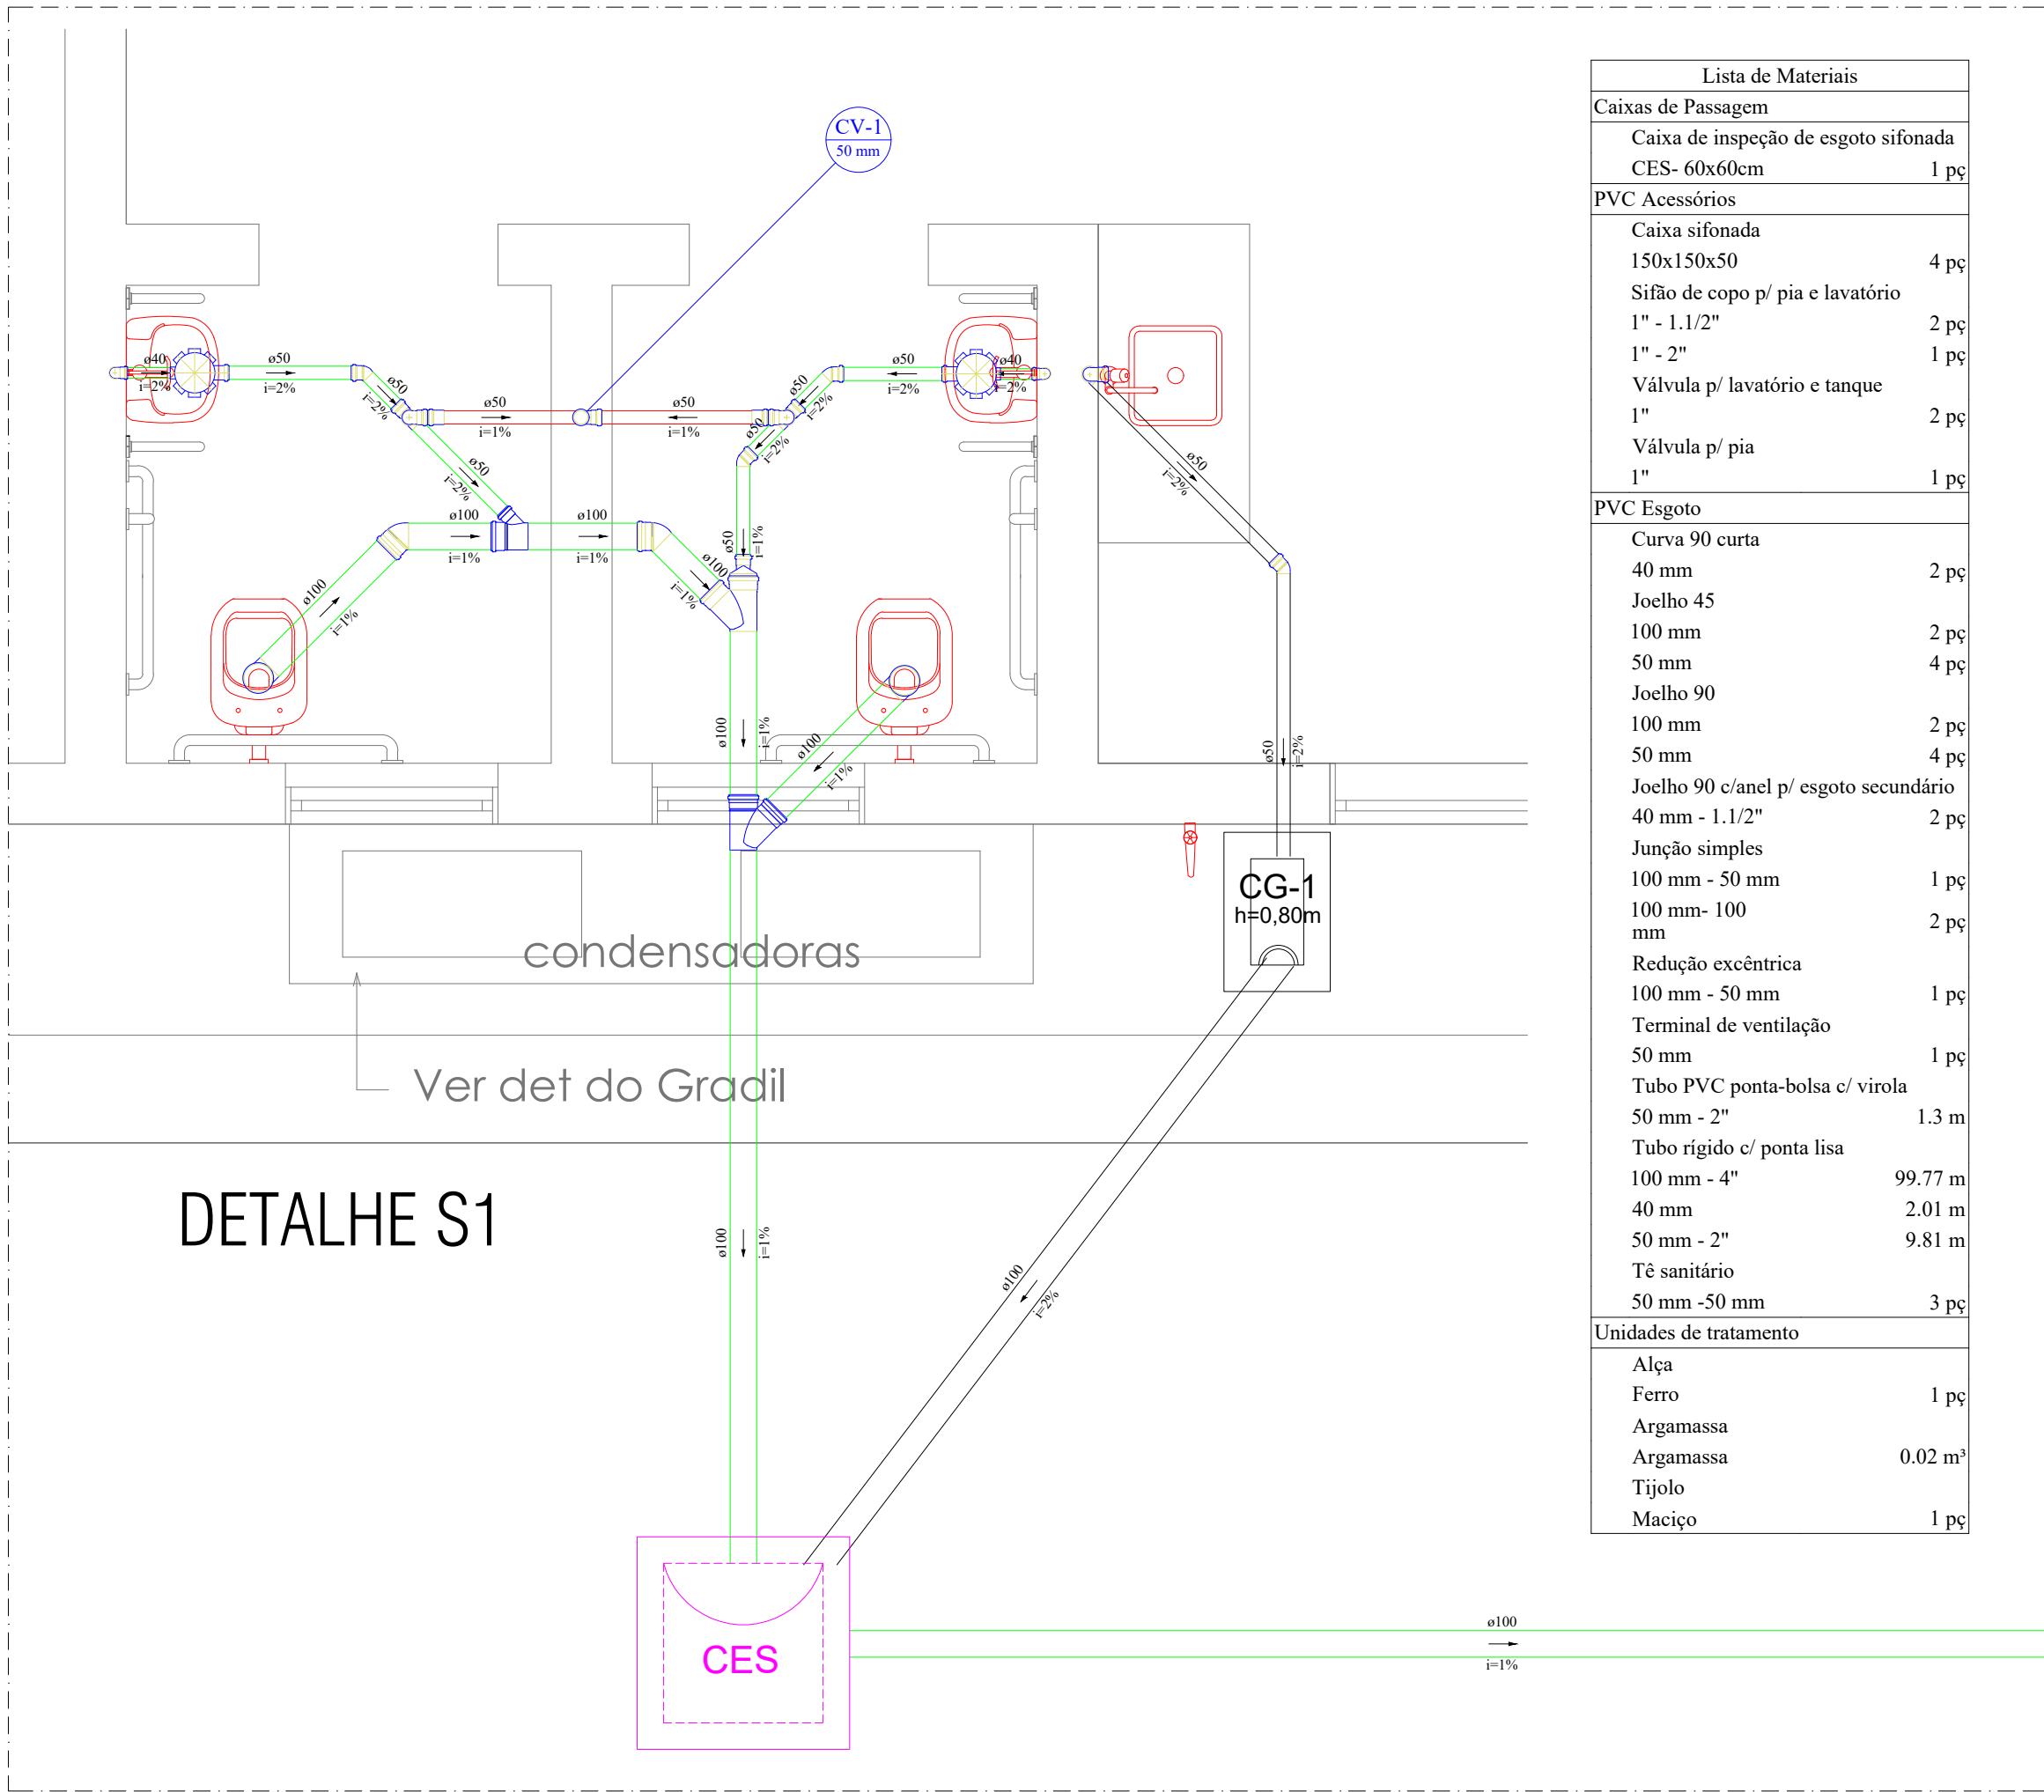 CV-1
50 mm
ø40
i=2%
ø50
i=2%
ø50
i=2%
ø50
i=1%
ø50
i=1%
ø50
i=2%
ø50
i=2%
ø50
i=2%
ø40
i=2%
ø50
i=2%
ø100
i=1%
ø100
i=1%
ø100
i=1%
ø100
i=1%
ø50
i=1%
ø50
i=2%
ø100
i=1%
ø100
i=1%
ø50
i=2%
CG-1
h=0,80m
condensadoras
Ver det do Gradil
DETALHE S1
ø100
i=1%
ø100
i=2%
CES
ø100
i=1%
Lista de Materiais
Caixas de Passagem
Caixa de inspeção de esgoto sifonada
CES- 60x60cm 1 pç
PVC Acessórios
Caixa sifonada
150x150x50 4 pç
Sifão de copo p/ pia e lavatório
1" - 1.1/2" 2 pç
1" - 2" 1 pç
Válvula p/ lavatório e tanque
1" 2 pç
Válvula p/ pia
1" 1 pç
PVC Esgoto
Curva 90 curta
40 mm 2 pç
Joelho 45
100 mm 2 pç
50 mm 4 pç
Joelho 90
100 mm 2 pç
50 mm 4 pç
Joelho 90 c/anel p/ esgoto secundário
40 mm - 1.1/2" 2 pç
Junção simples
100 mm - 50 mm 1 pç
100 mm- 100
mm 2 pç
Redução excêntrica
100 mm - 50 mm 1 pç
Terminal de ventilação
50 mm 1 pç
Tubo PVC ponta-bolsa c/ virola
50 mm - 2" 1.3 m
Tubo rígido c/ ponta lisa
100 mm - 4" 99.77 m
40 mm 2.01 m
50 mm - 2" 9.81 m
Tê sanitário
50 mm -50 mm 3 pç
Unidades de tratamento
Alça
Ferro 1 pç
Argamassa
Argamassa 0.02 m³
Tijolo
Maciço 1 pç